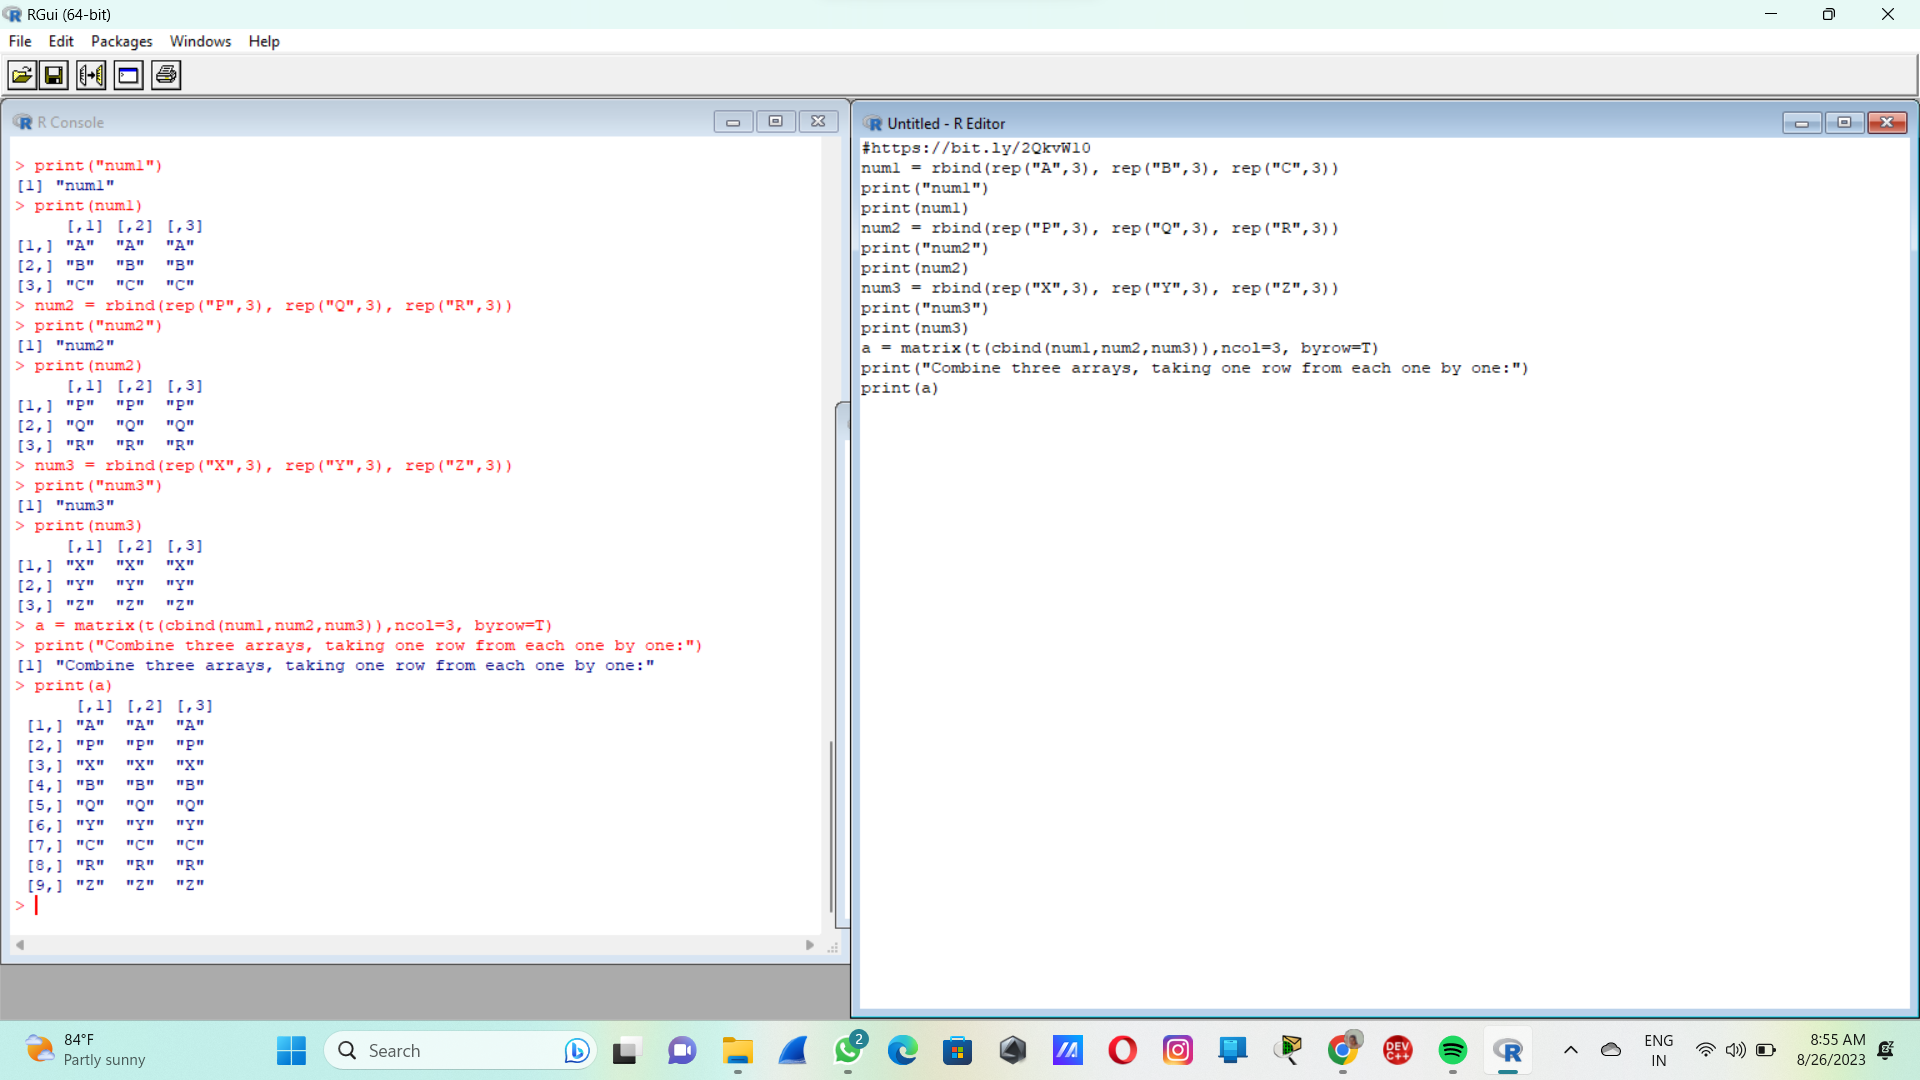 RGui (64-bit)
File Edit Packages Windows Help
R Console
> print("num1")
[1] "num1"
> print(num1)
     [,1] [,2] [,3]
[1,] "A"  "A"  "A"
[2,] "B"  "B"  "B"
[3,] "C"  "C"  "C"
> num2 = rbind(rep("P",3), rep("Q",3), rep("R",3))
> print("num2")
[1] "num2"
> print(num2)
     [,1] [,2] [,3]
[1,] "P"  "P"  "P"
[2,] "Q"  "Q"  "Q"
[3,] "R"  "R"  "R"
> num3 = rbind(rep("X",3), rep("Y",3), rep("Z",3))
> print("num3")
[1] "num3"
> print(num3)
     [,1] [,2] [,3]
[1,] "X"  "X"  "X"
[2,] "Y"  "Y"  "Y"
[3,] "Z"  "Z"  "Z"
> a = matrix(t(cbind(num1,num2,num3)),ncol=3, byrow=T)
> print("Combine three arrays, taking one row from each one by one:")
[1] "Combine three arrays, taking one row from each one by one:"
> print(a)
      [,1] [,2] [,3]
 [1,] "A"  "A"  "A"
 [2,] "P"  "P"  "P"
 [3,] "X"  "X"  "X"
 [4,] "B"  "B"  "B"
 [5,] "Q"  "Q"  "Q"
 [6,] "Y"  "Y"  "Y"
 [7,] "C"  "C"  "C"
 [8,] "R"  "R"  "R"
 [9,] "Z"  "Z"  "Z"
>
Untitled - R Editor
#https://bit.ly/2QkvW10
num1 = rbind(rep("A",3), rep("B",3), rep("C",3))
print("num1")
print(num1)
num2 = rbind(rep("P",3), rep("Q",3), rep("R",3))
print("num2")
print(num2)
num3 = rbind(rep("X",3), rep("Y",3), rep("Z",3))
print("num3")
print(num3)
a = matrix(t(cbind(num1,num2,num3)),ncol=3, byrow=T)
print("Combine three arrays, taking one row from each one by one:")
print(a)
84°F
Partly sunny
Search
2
DEV
C++
ENG
IN
8:55 AM
8/26/2023